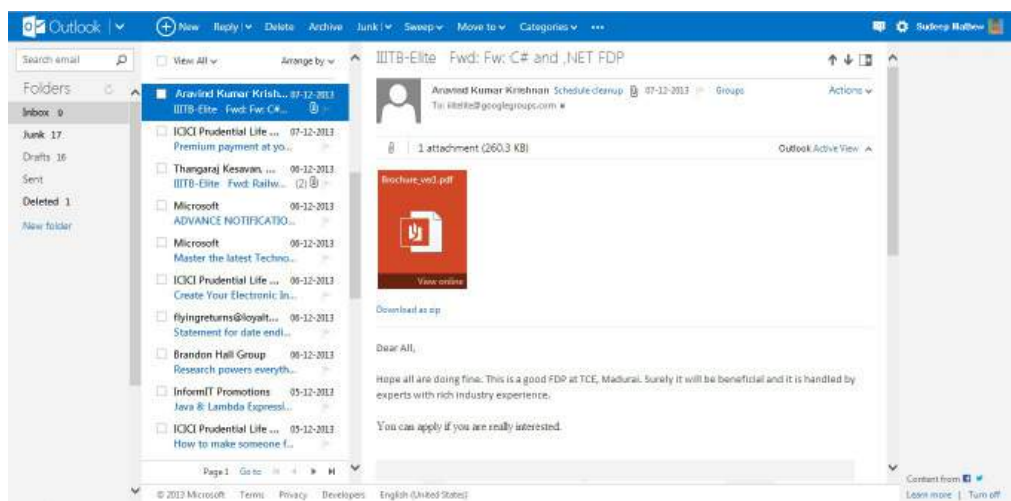 Outlook
New Reply Delete Archive Junk Sweep Move to Categories ...
Sudeep Mathew
Search email
Folders
Inbox 9
Junk 17
Drafts 16
Sent
Deleted 1
New folder
View: All Arrange by
Aravind Kumar Krish... 07-12-2013
IIITB-Elite Fwd: Fw: C#...
ICICI Prudential Life ... 07-12-2013
Premium payment at yo...
Thangaraj Kesavan, ... 06-12-2013
IIITB-Elite Fwd: Railw... (2)
Microsoft 06-12-2013
ADVANCE NOTIFICATIO...
Microsoft 06-12-2013
Master the latest Techno...
ICICI Prudential Life ... 06-12-2013
Create Your Electronic In...
flyingreturns@loyalt... 06-12-2013
Statement for date endi...
Brandon Hall Group 06-12-2013
Research powers everyth...
InformIT Promotions 05-12-2013
Java & Lambda Expressi...
ICICI Prudential Life ... 05-12-2013
How to make someone f...
Page 1 Go to
IIITB-Elite Fwd: Fw: C# and .NET FDP
Aravind Kumar Krishnan Schedule cleanup 07-12-2013 Groups
To: iiitbelite@googlegroups.com
Actions
1 attachment (260.3 KB)
Outlook Active View
Brochure_ver3.pdf
View online
Download as zip
Dear All,
Hope all are doing fine. This is a good FDP at TCE, Madurai. Surely it will be beneficial and it is handled by
experts with rich industry experience.
You can apply if you are really interested.
Content from
Learn more | Turn off
© 2013 Microsoft Terms Privacy Developers English (United States)